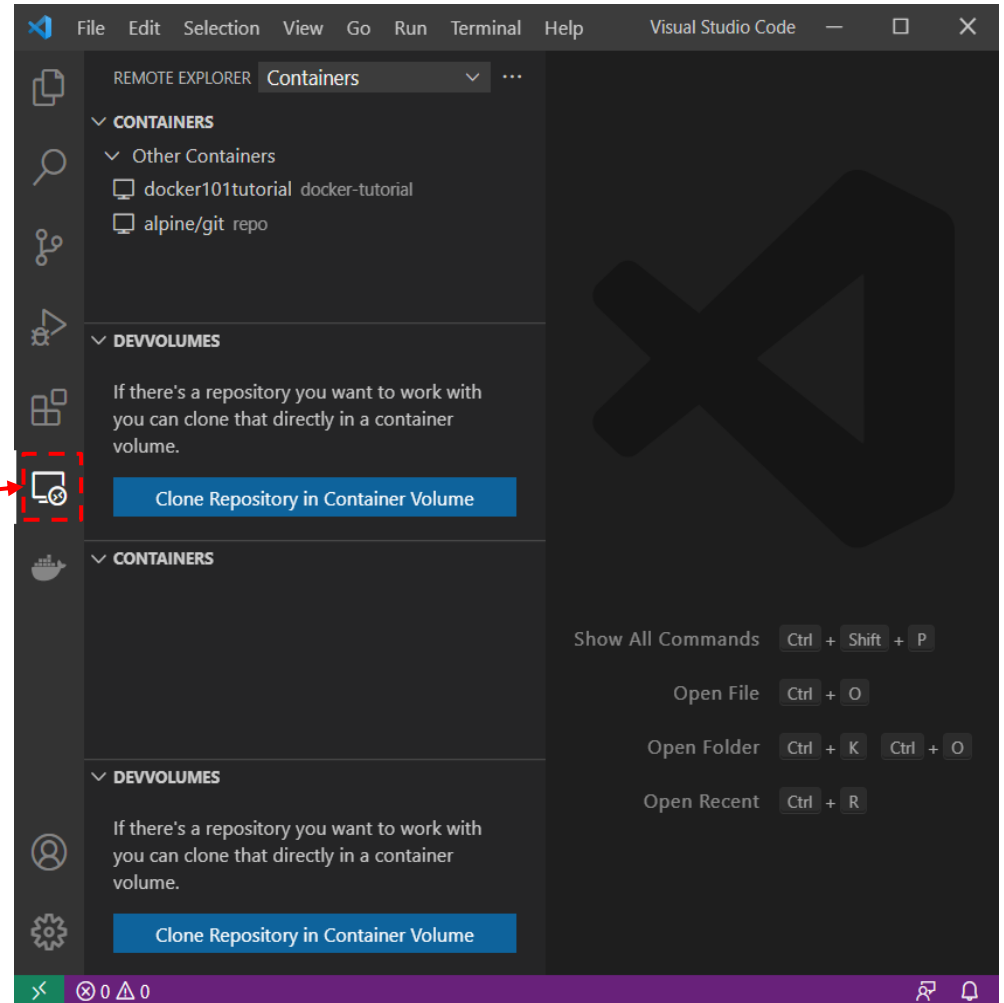 File Edit Selection View Go Run Terminal Help Visual Studio Code
REMOTE EXPLORER Containers
CONTAINERS
Other Containers
docker101tutorial docker-tutorial
alpine/git repo
DEVVOLUMES
If there's a repository you want to work with
you can clone that directly in a container
volume.
Clone Repository in Container Volume
CONTAINERS
DEVVOLUMES
If there's a repository you want to work with
you can clone that directly in a container
volume.
Clone Repository in Container Volume
Show All Commands Ctrl + Shift + P
Open File Ctrl + O
Open Folder Ctrl + K Ctrl + O
Open Recent Ctrl + R
0 0